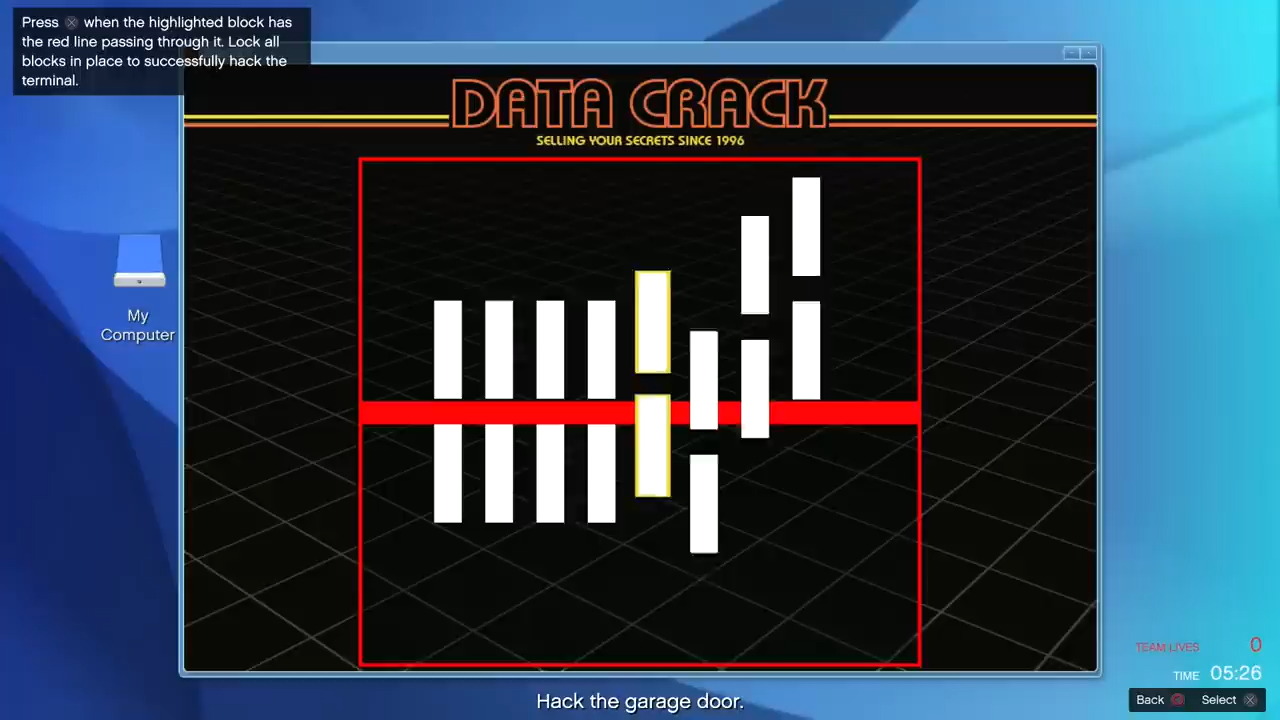 Press when the highlighted block has
the red line passing through it. Lock all
blocks in place to successfully hack the
terminal.
DATA CRACK
SELLING YOUR SECRETS SINCE 1996
My
Computer
TEAM LIVES 0
TIME 05:26
Back Select
Hack the garage door.